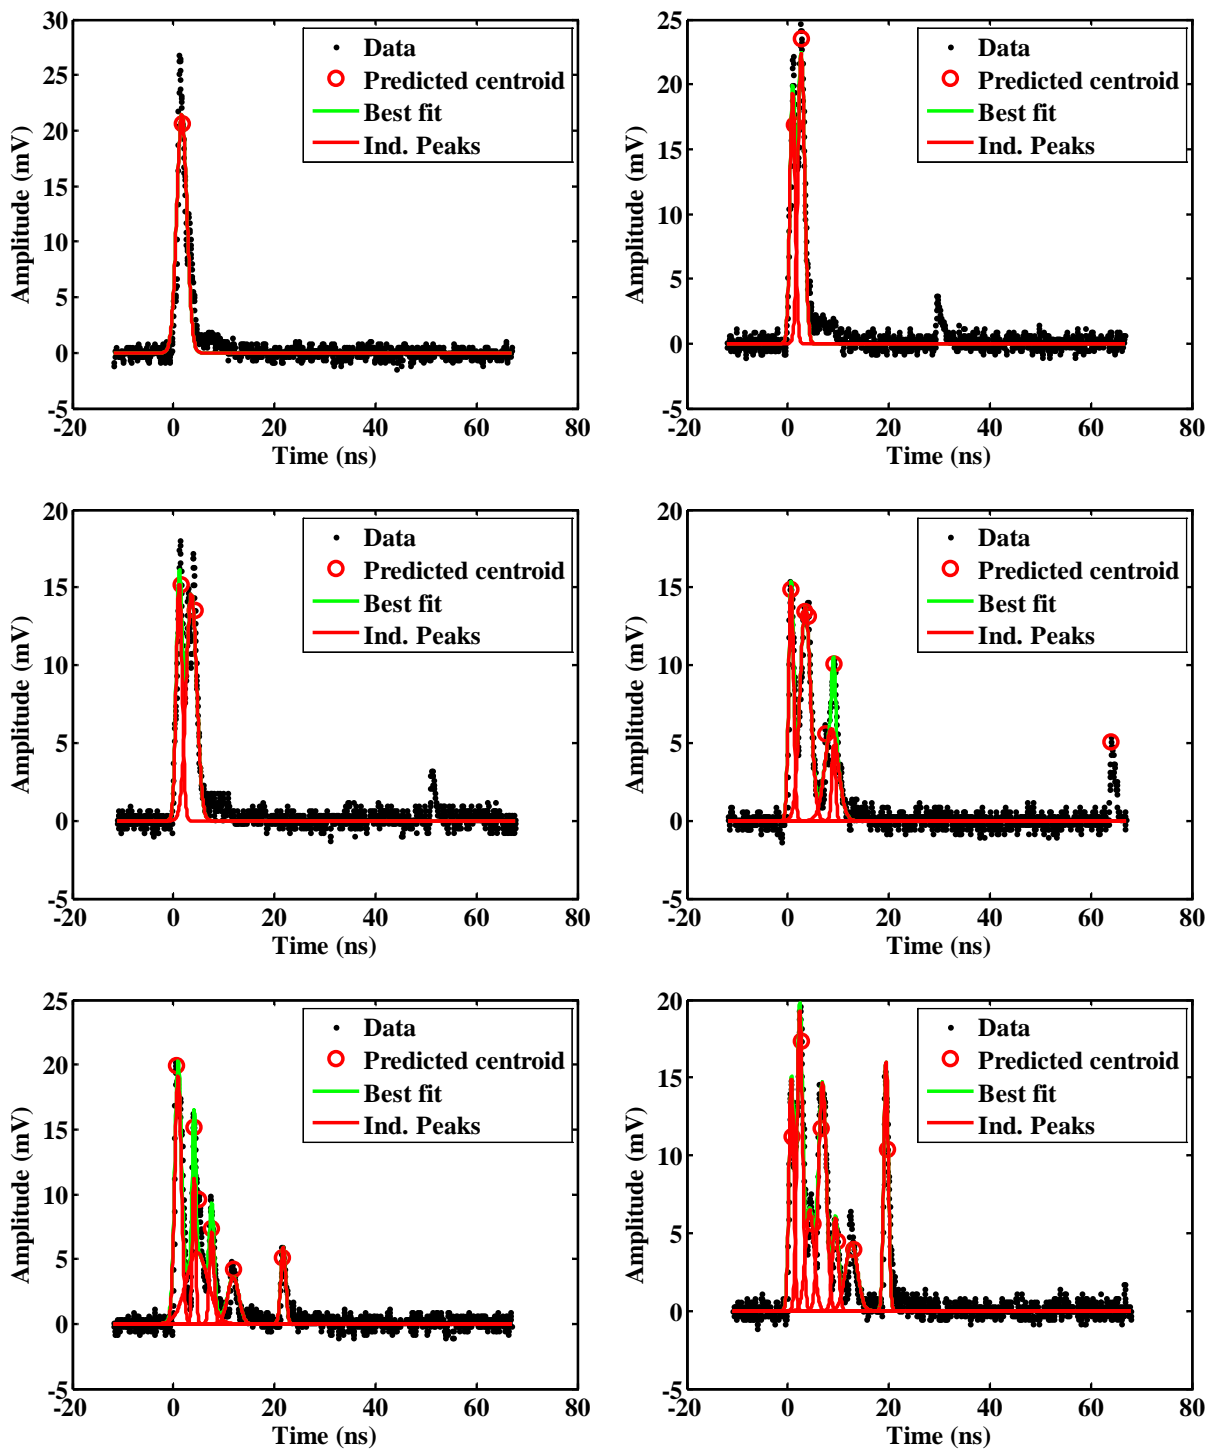 30
25
20
15
10
5
0
-5
-20 0 20 40 60 80
Time (ns)
Amplitude (mV)
Data
Predicted centroid
Best fit
Ind. Peaks
25
20
15
10
5
0
-5
-20 0 20 40 60 80
Time (ns)
Amplitude (mV)
Data
Predicted centroid
Best fit
Ind. Peaks
20
15
10
5
0
-5
-20 0 20 40 60 80
Time (ns)
Amplitude (mV)
Data
Predicted centroid
Best fit
Ind. Peaks
20
15
10
5
0
-5
-20 0 20 40 60 80
Time (ns)
Amplitude (mV)
Data
Predicted centroid
Best fit
Ind. Peaks
25
20
15
10
5
0
-5
-20 0 20 40 60 80
Time (ns)
Amplitude (mV)
Data
Predicted centroid
Best fit
Ind. Peaks
20
15
10
5
0
-5
-20 0 20 40 60 80
Time (ns)
Amplitude (mV)
Data
Predicted centroid
Best fit
Ind. Peaks